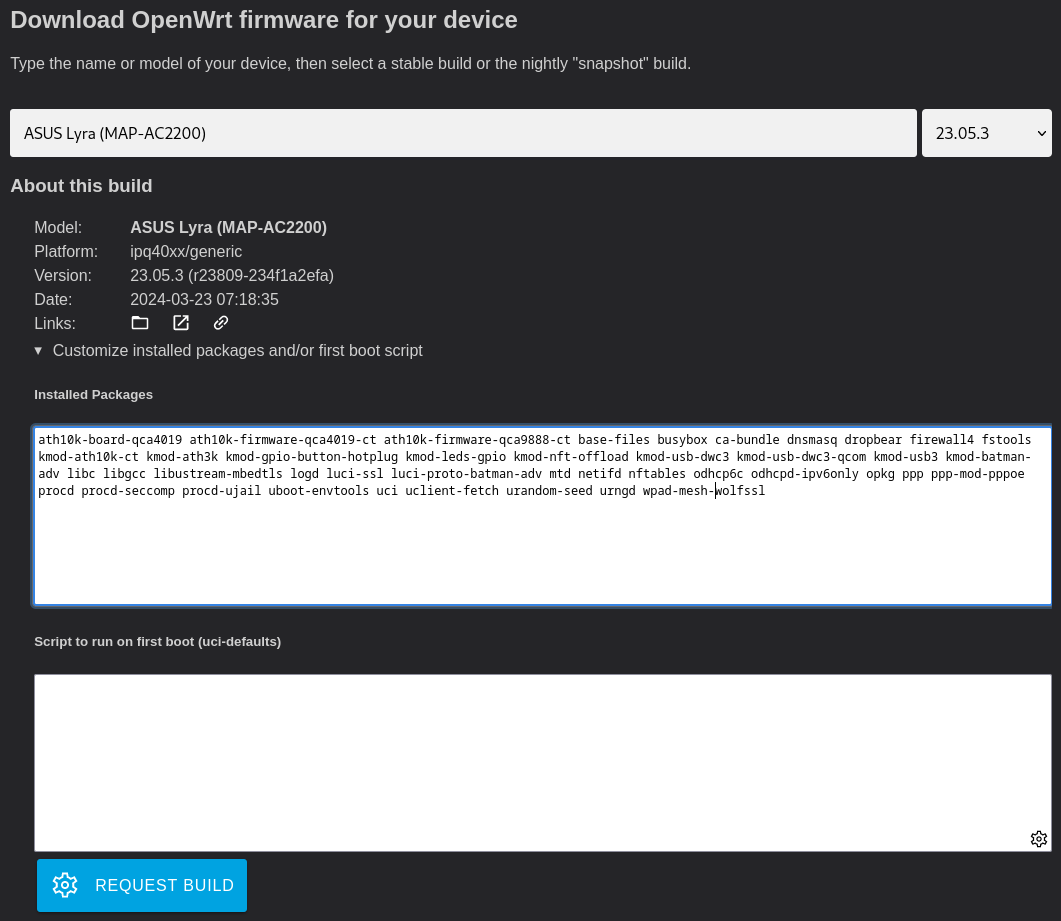 Download OpenWrt firmware for your device
Type the name or model of your device, then select a stable build or the nightly "snapshot" build.
ASUS Lyra (MAP-AC2200)
23.05.3
About this build
Model: ASUS Lyra (MAP-AC2200)
Platform: ipq40xx/generic
Version: 23.05.3 (r23809-234f1a2efa)
Date: 2024-03-23 07:18:35
Links:
▼ Customize installed packages and/or first boot script
Installed Packages
ath10k-board-qca4019 ath10k-firmware-qca4019-ct ath10k-firmware-qca9888-ct base-files busybox ca-bundle dnsmasq dropbear firewall4 fstools
kmod-ath10k-ct kmod-ath3k kmod-gpio-button-hotplug kmod-leds-gpio kmod-nft-offload kmod-usb-dwc3 kmod-usb-dwc3-qcom kmod-usb3 kmod-batman-
adv libc libgcc libustream-mbedtls logd luci-ssl luci-proto-batman-adv mtd netifd nftables odhcp6c odhcpd-ipv6only opkg ppp ppp-mod-pppoe
procd procd-seccomp procd-ujail uboot-envtools uci uclient-fetch urandom-seed urngd wpad-mesh-wolfssl
Script to run on first boot (uci-defaults)
REQUEST BUILD